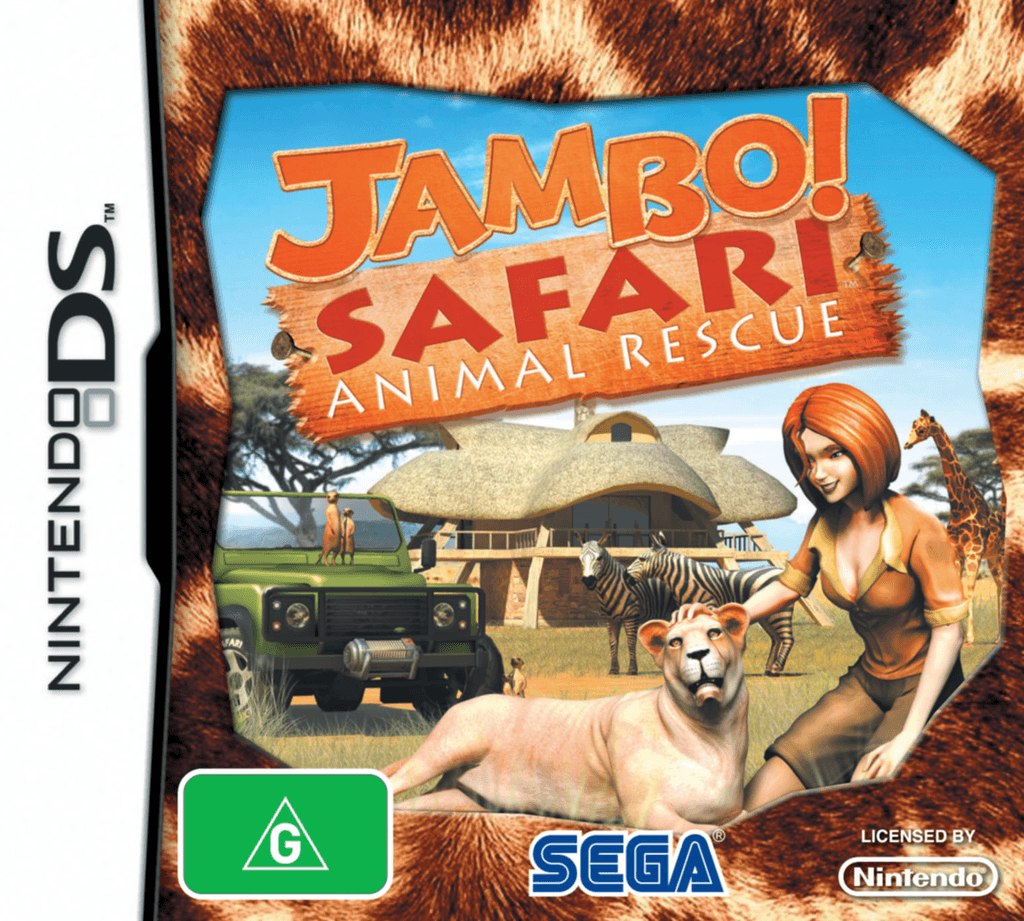 NINTENDO DS™
JAMBO!
SAFARI™
ANIMAL RESCUE
G
SEGA®
LICENSED BY
Nintendo